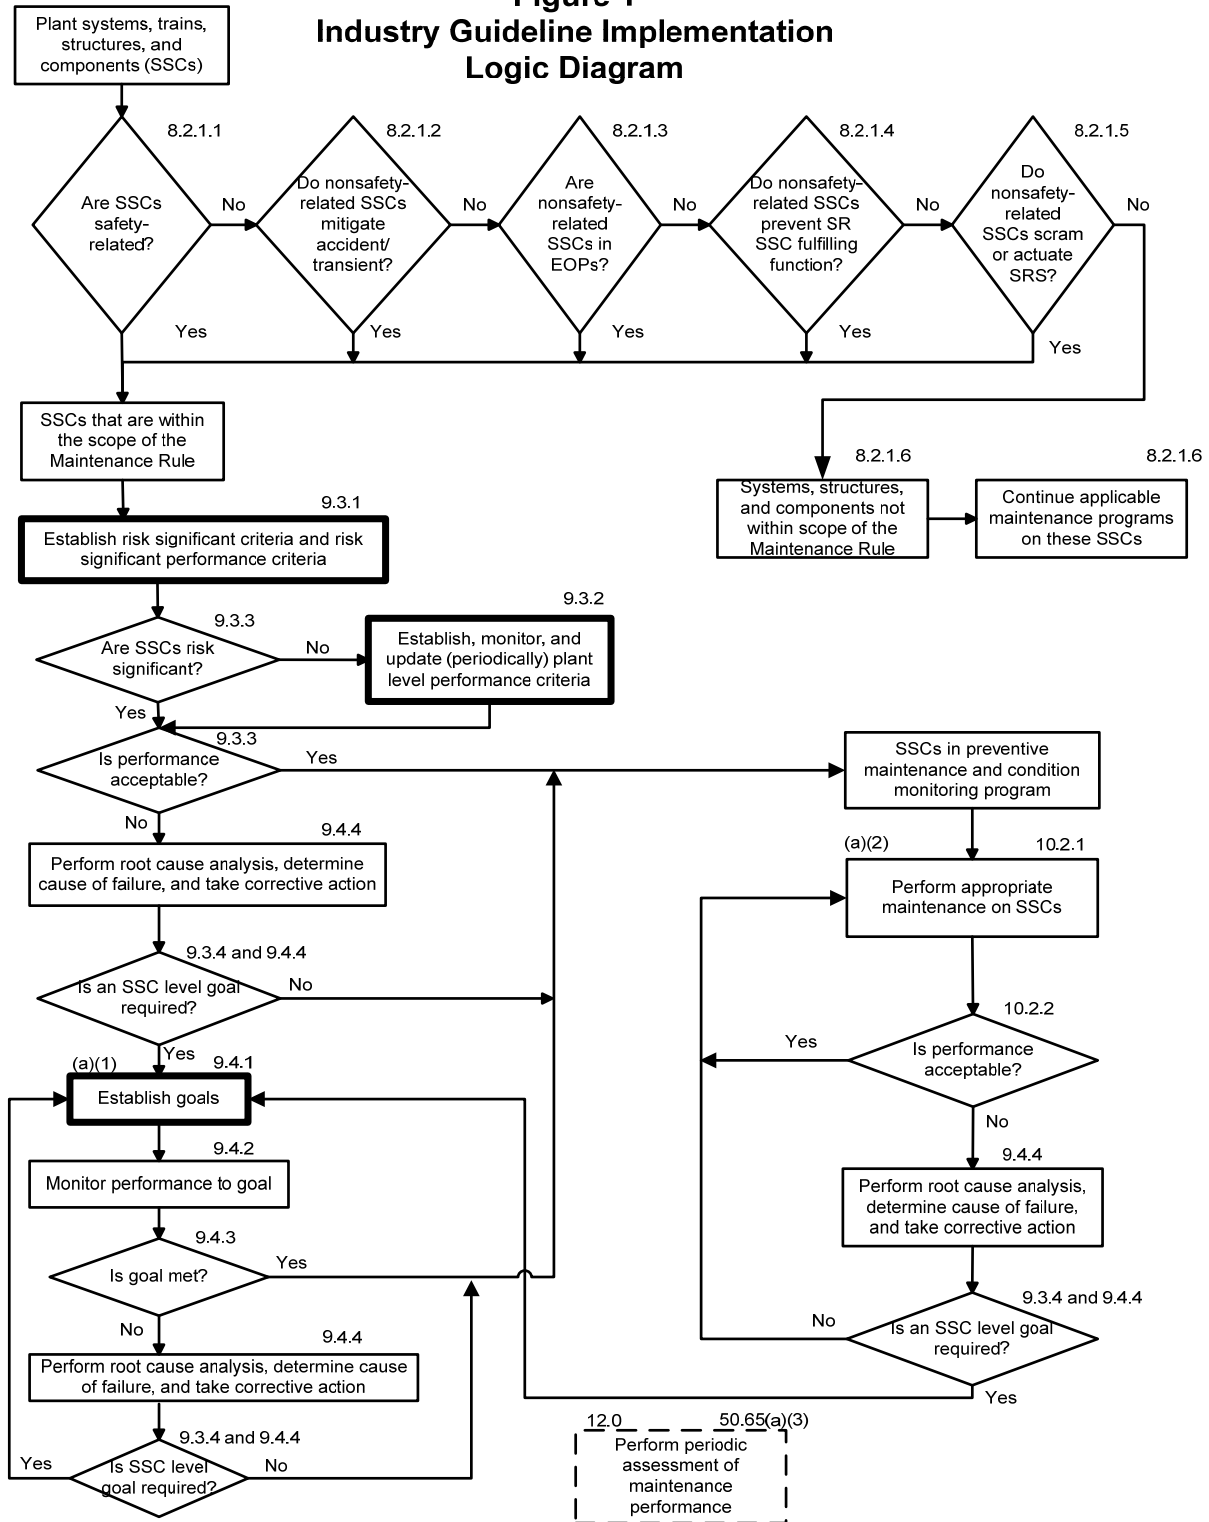 Figure 1
Industry Guideline Implementation
Logic Diagram
Plant systems, trains,
structures, and
components (SSCs)
8.2.1.1
8.2.1.2
8.2.1.3
8.2.1.4
8.2.1.5
Are SSCs
safety-
related?
No
Do nonsafety-
related SSCs
mitigate
accident/
transient?
No
Are
nonsafety-
related
SSCs in
EOPs?
No
Do nonsafety-
related SSCs
prevent SR
SSC fulfilling
function?
No
Do
nonsafety-
related
SSCs scram
or actuate
SRS?
No
Yes
Yes
Yes
Yes
Yes
SSCs that are within
the scope of the
Maintenance Rule
8.2.1.6
Systems, structures,
and components not
within scope of the
Maintenance Rule
8.2.1.6
Continue applicable
maintenance programs
on these SSCs
9.3.1
Establish risk significant criteria and risk
significant performance criteria
9.3.3
Are SSCs risk
significant?
No
Yes
9.3.2
Establish, monitor, and
update (periodically) plant
level performance criteria
9.3.3
Is performance
acceptable?
Yes
No
SSCs in preventive
maintenance and condition
monitoring program
9.4.4
Perform root cause analysis, determine
cause of failure, and take corrective action
(a)(2)
10.2.1
Perform appropriate
maintenance on SSCs
9.3.4 and 9.4.4
Is an SSC level goal
required?
No
Yes
10.2.2
Is performance
acceptable?
Yes
No
(a)(1)
9.4.1
Establish goals
9.4.2
Monitor performance to goal
9.4.4
Perform root cause analysis,
determine cause of failure,
and take corrective action
9.4.3
Is goal met?
Yes
No
9.3.4 and 9.4.4
Is an SSC level goal
required?
No
Yes
9.4.4
Perform root cause analysis, determine cause
of failure, and take corrective action
9.3.4 and 9.4.4
Is SSC level
goal required?
Yes
No
12.0
50.65(a)(3)
Perform periodic
assessment of
maintenance
performance